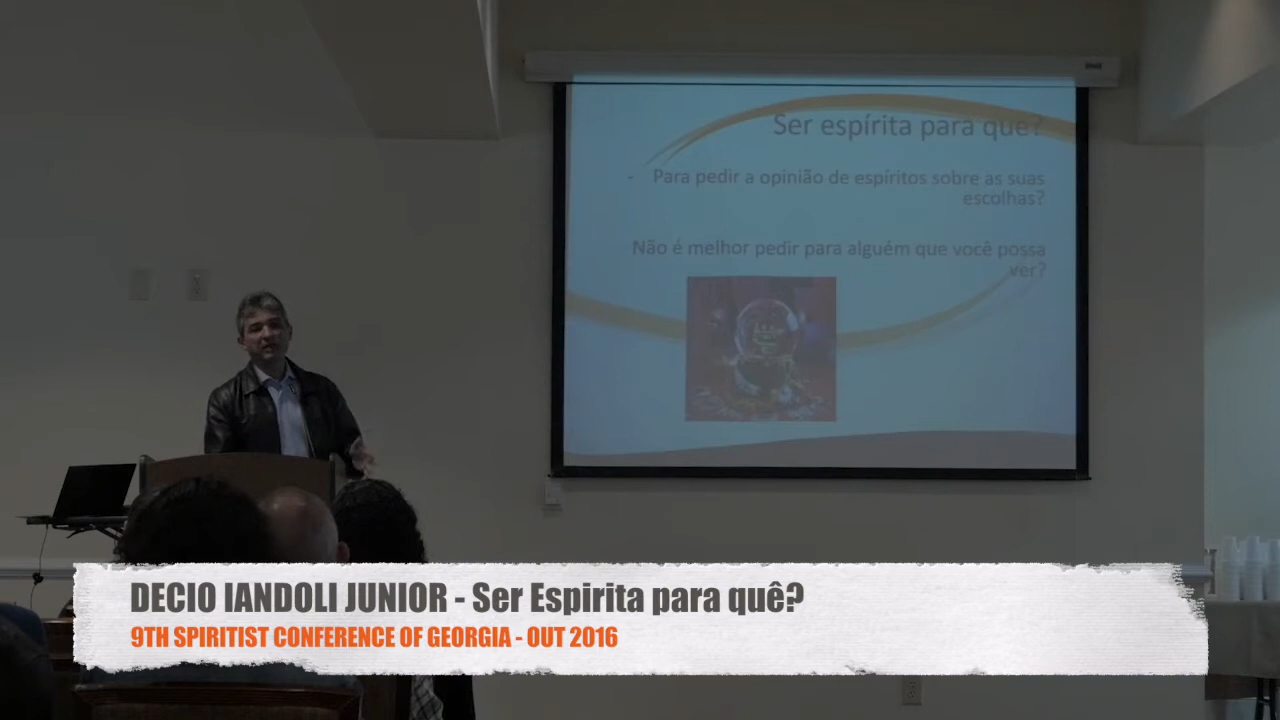 Ser espírita para que?
- Para pedir a opinião de espíritos sobre as suas
escolhas?
Não é melhor pedir para alguém que você possa
ver?
DECIO IANDOLI JUNIOR - Ser Espirita para quê?
9TH SPIRITIST CONFERENCE OF GEORGIA - OUT 2016